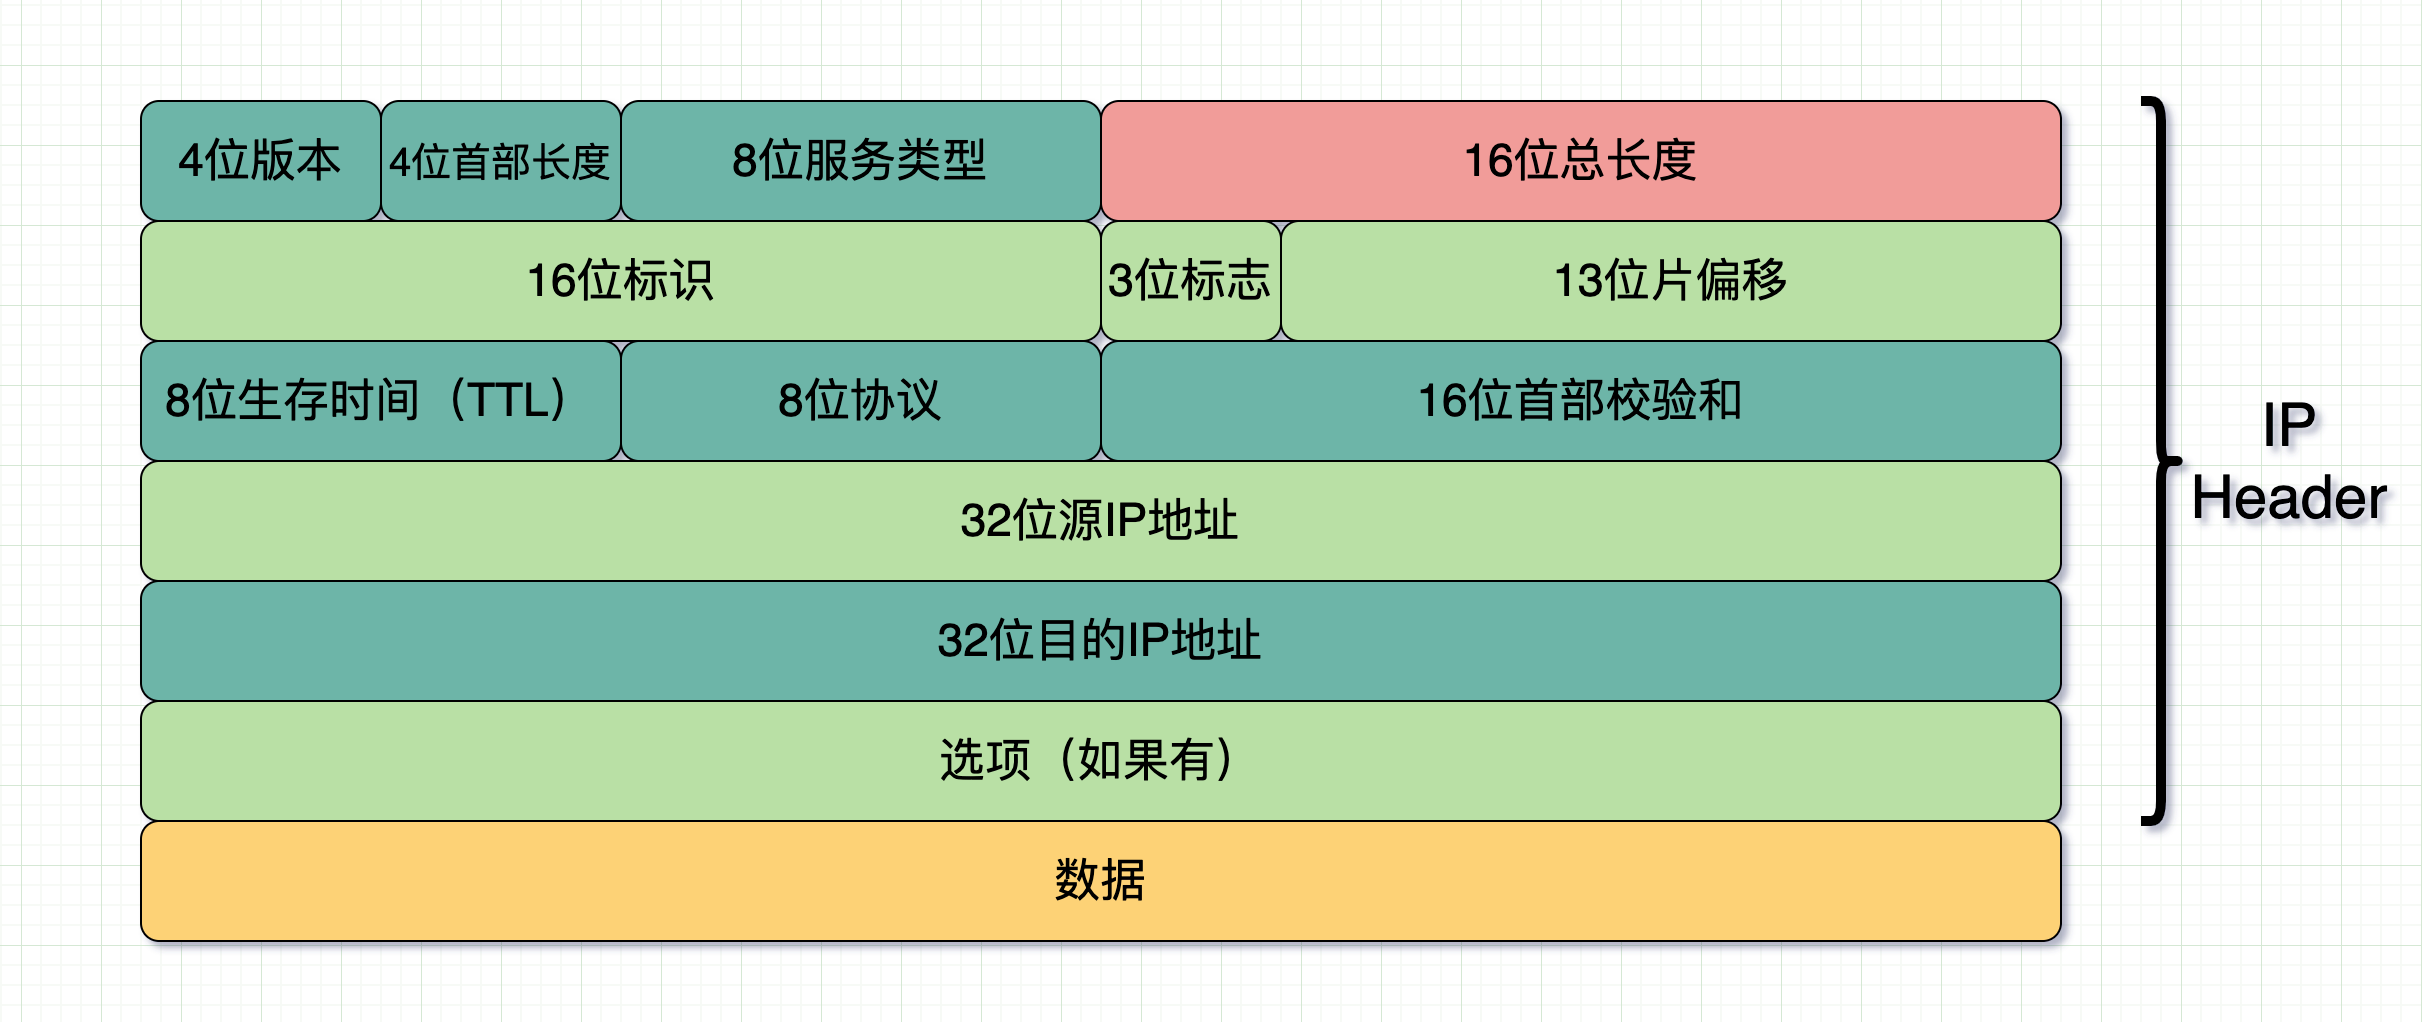 4位版本 4位首部长度 8位服务类型 16位总长度
16位标识 3位标志 13位片偏移
8位生存时间（TTL） 8位协议 16位首部校验和
32位源IP地址
32位目的IP地址
选项（如果有）
数据
IP
Header